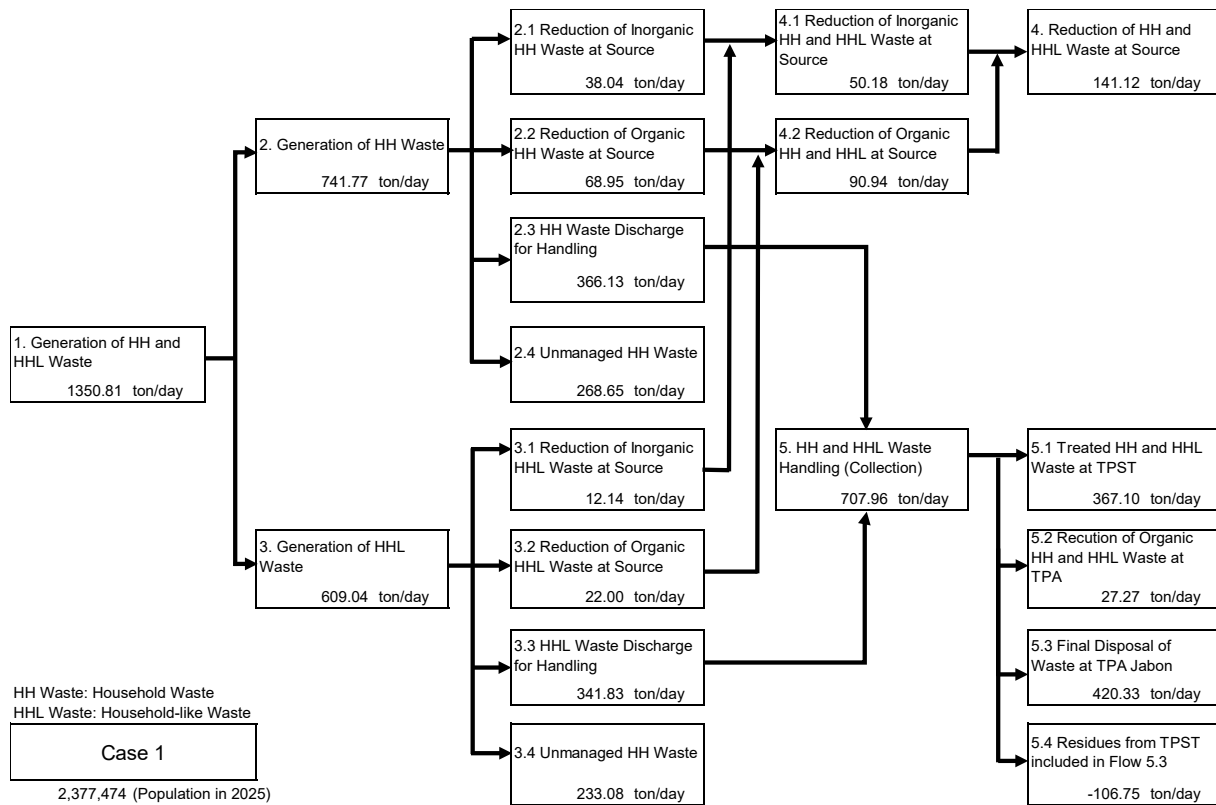 1. Generation of HH and
HHL Waste
1350.81 ton/day
2. Generation of HH Waste
741.77 ton/day
3. Generation of HHL
Waste
609.04 ton/day
2.1 Reduction of Inorganic
HH Waste at Source
38.04 ton/day
2.2 Reduction of Organic
HH Waste at Source
68.95 ton/day
2.3 HH Waste Discharge
for Handling
366.13 ton/day
2.4 Unmanaged HH Waste
268.65 ton/day
3.1 Reduction of Inorganic
HHL Waste at Source
12.14 ton/day
3.2 Reduction of Organic
HHL Waste at Source
22.00 ton/day
3.3 HHL Waste Discharge
for Handling
341.83 ton/day
3.4 Unmanaged HH Waste
233.08 ton/day
4.1 Reduction of Inorganic
HH and HHL Waste at
Source
50.18 ton/day
4.2 Reduction of Organic
HH and HHL at Source
90.94 ton/day
4. Reduction of HH and
HHL Waste at Source
141.12 ton/day
5. HH and HHL Waste
Handling (Collection)
707.96 ton/day
5.1 Treated HH and HHL
Waste at TPST
367.10 ton/day
5.2 Recution of Organic
HH and HHL Waste at
TPA
27.27 ton/day
5.3 Final Disposal of
Waste at TPA Jabon
420.33 ton/day
5.4 Residues from TPST
included in Flow 5.3
-106.75 ton/day
HH Waste: Household Waste
HHL Waste: Household-like Waste
Case 1
2,377,474 (Population in 2025)